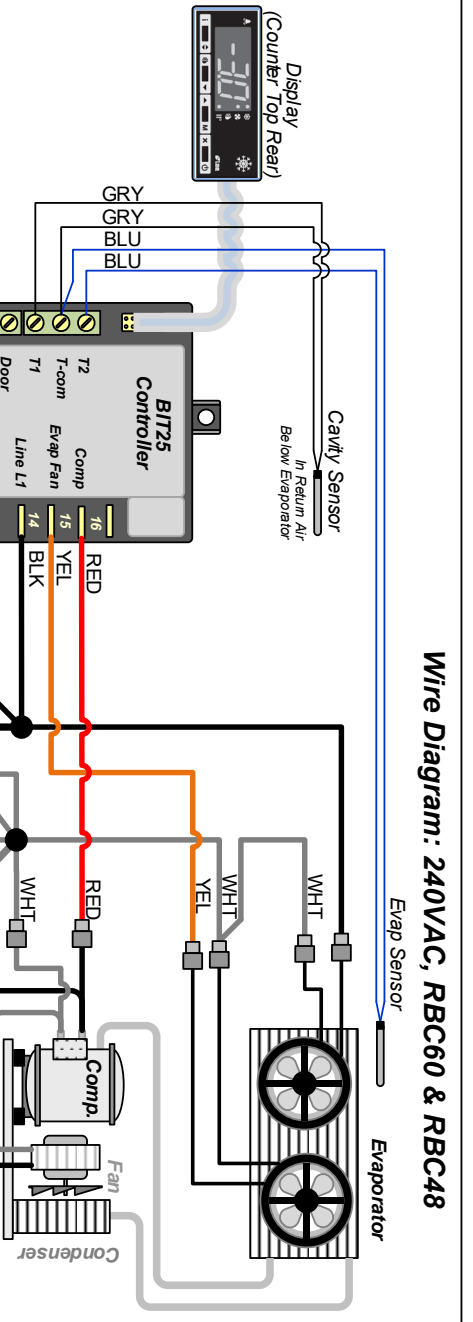 Wire Diagram: 240VAC, RBC60 & RBC48
Display
(Counter Top Rear)
GRY
GRY
BLU
BLU
Cavity Sensor
In Return Air
Below Evaporator
Evap Sensor
BIT25
Controller
T2
T-com
T1
Door
Comp
Evap Fan
Line L1
16
15
14
RED
YEL
BLK
WHT
RED
YEL
WHT
WHT
Evaporator
Comp.
Fan
Condenser